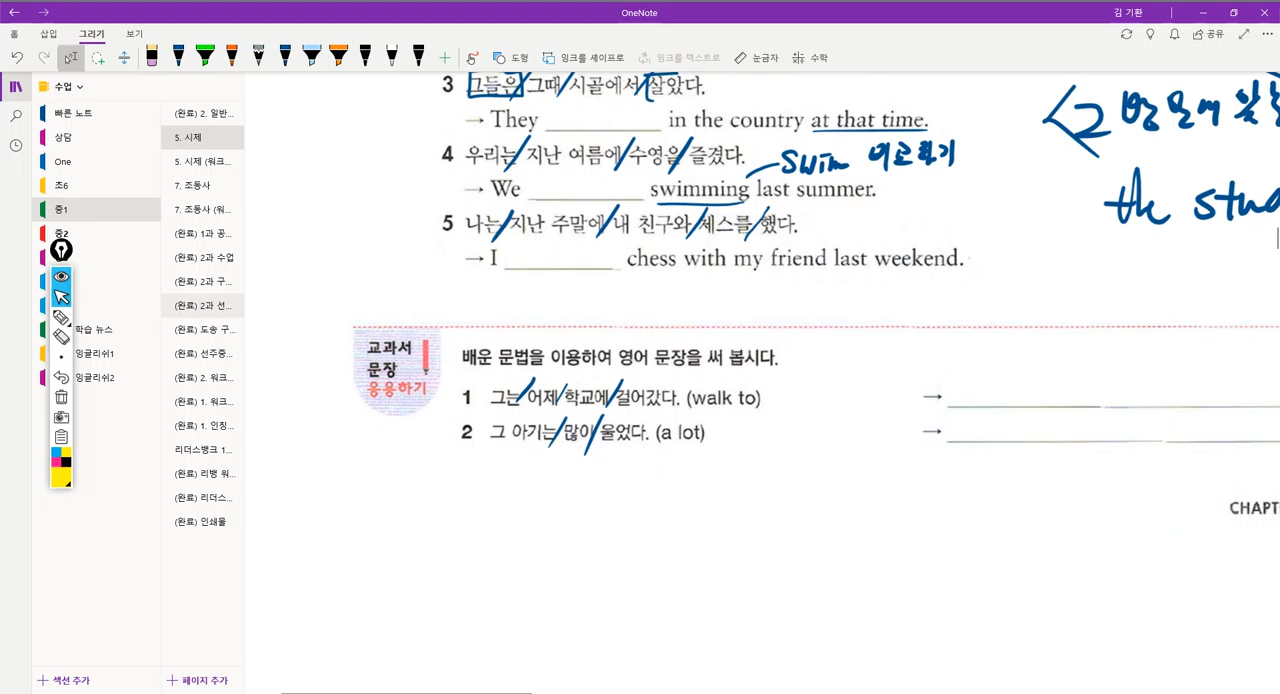 OneNote
김 기환
홈 삽입 그리기 보기
공유
도형 잉크를 셰이프로 잉크를 텍스트로 눈금자 수학
수업
빠른 노트
상담
One
초6
중1
중2
학습 뉴스
잉글리쉬1
잉글리쉬2
섹션 추가
(완료) 2. 일반...
5. 시제
5. 시제 (워크...
7. 조동사
7. 조동사 (워...
(완료) 1과 공...
(완료) 2과 수업
(완료) 2과 구...
(완료) 2과 선...
(완료) 도송 구...
(완료) 선주중...
(완료) 2. 워크...
(완료) 1. 워크...
(완료) 1. 인칭...
리더스뱅크 1...
(완료) 리뱅 워...
(완료) 리더스...
(완료) 인쇄물
페이지 추가
3 그들은 그때 시골에서 살았다.
→ They ____________ in the country at that time.
4 우리는 지난 여름에 수영을 즐겼다.
swim
→ We ____________ swimming last summer.
5 나는 지난 주말에 내 친구와 체스를 했다.
→ I ____________ chess with my friend last weekend.
the
교과서
문장
응용하기
배운 문법을 이용하여 영어 문장을 써 봅시다.
1 그는 어제 학교에 걸어갔다. (walk to) →
2 그 아기는 많이 울었다. (a lot) →
CHAPT